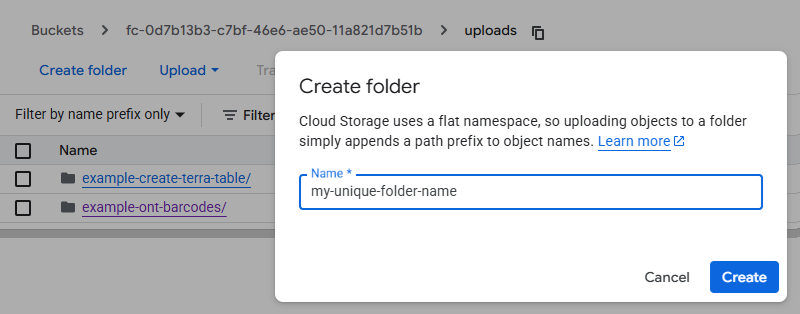 Buckets > fc-0d7b13b3-c7bf-46e6-ae50-11a821d7b51b > uploads
Create folder Upload Tra
Create folder
Cloud Storage uses a flat namespace, so uploading objects to a folder
simply appends a path prefix to object names. Learn more
Name *
my-unique-folder-name
Cancel Create
Filter by name prefix only Filter
Name
example-create-terra-table/
example-ont-barcodes/